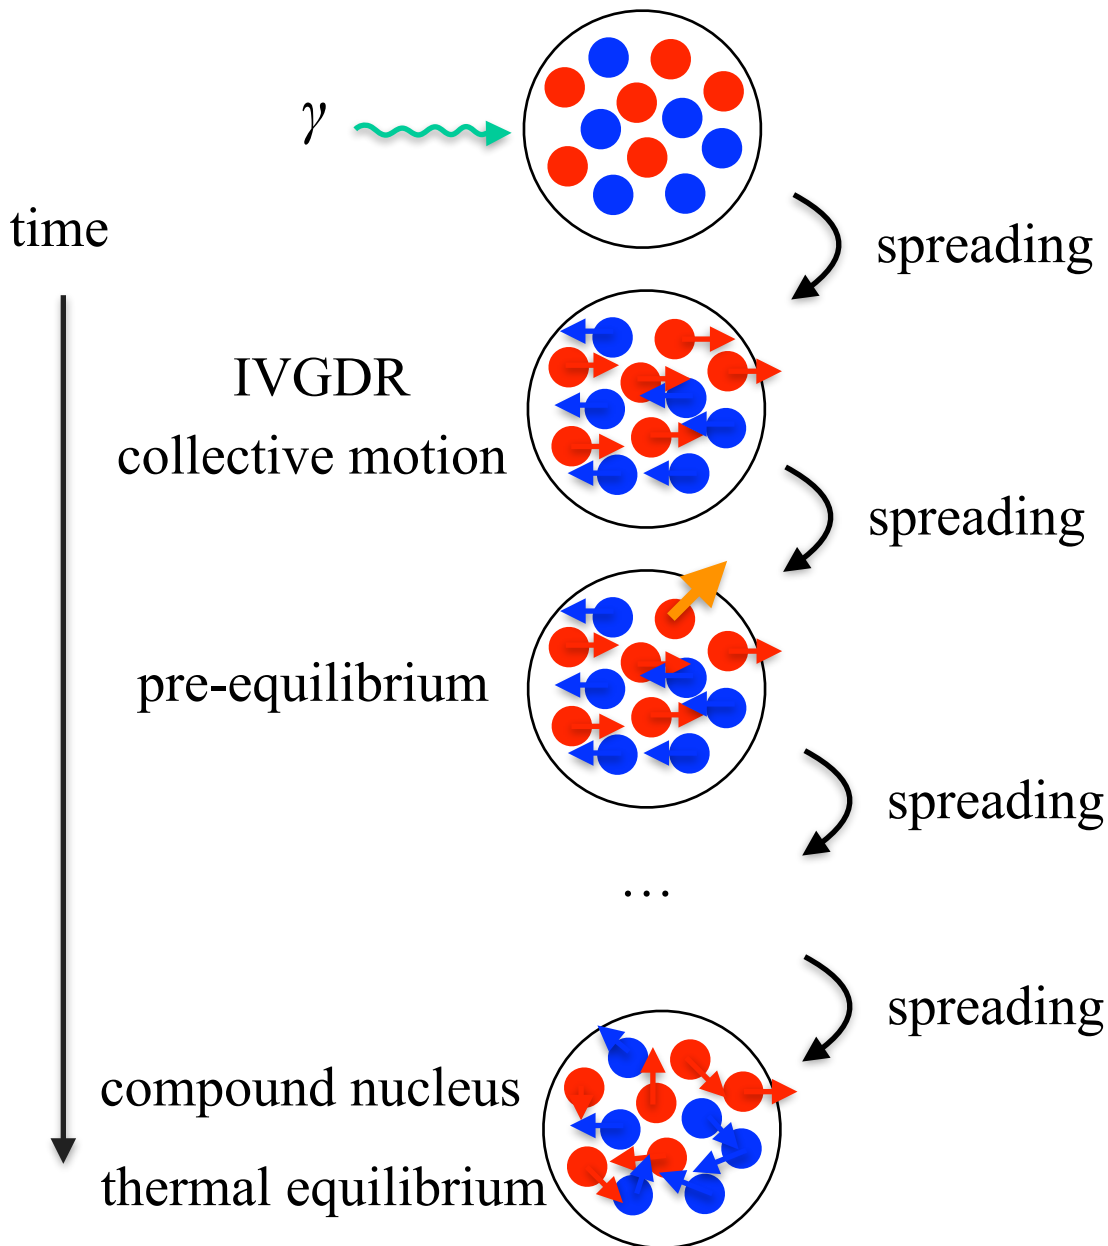 γ
time
spreading
IVGDR
collective motion
spreading
pre-equilibrium
spreading
...
spreading
compound nucleus
thermal equilibrium